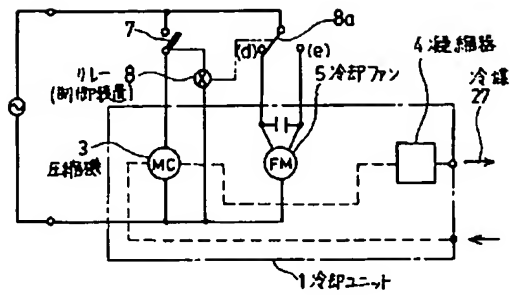 7
8a
(d)
(e)
リレー
(制御装置)
8
4 凝縮器
5 冷却ファン
冷媒
27
3
圧縮機
MC
FM
1 冷却ユニット